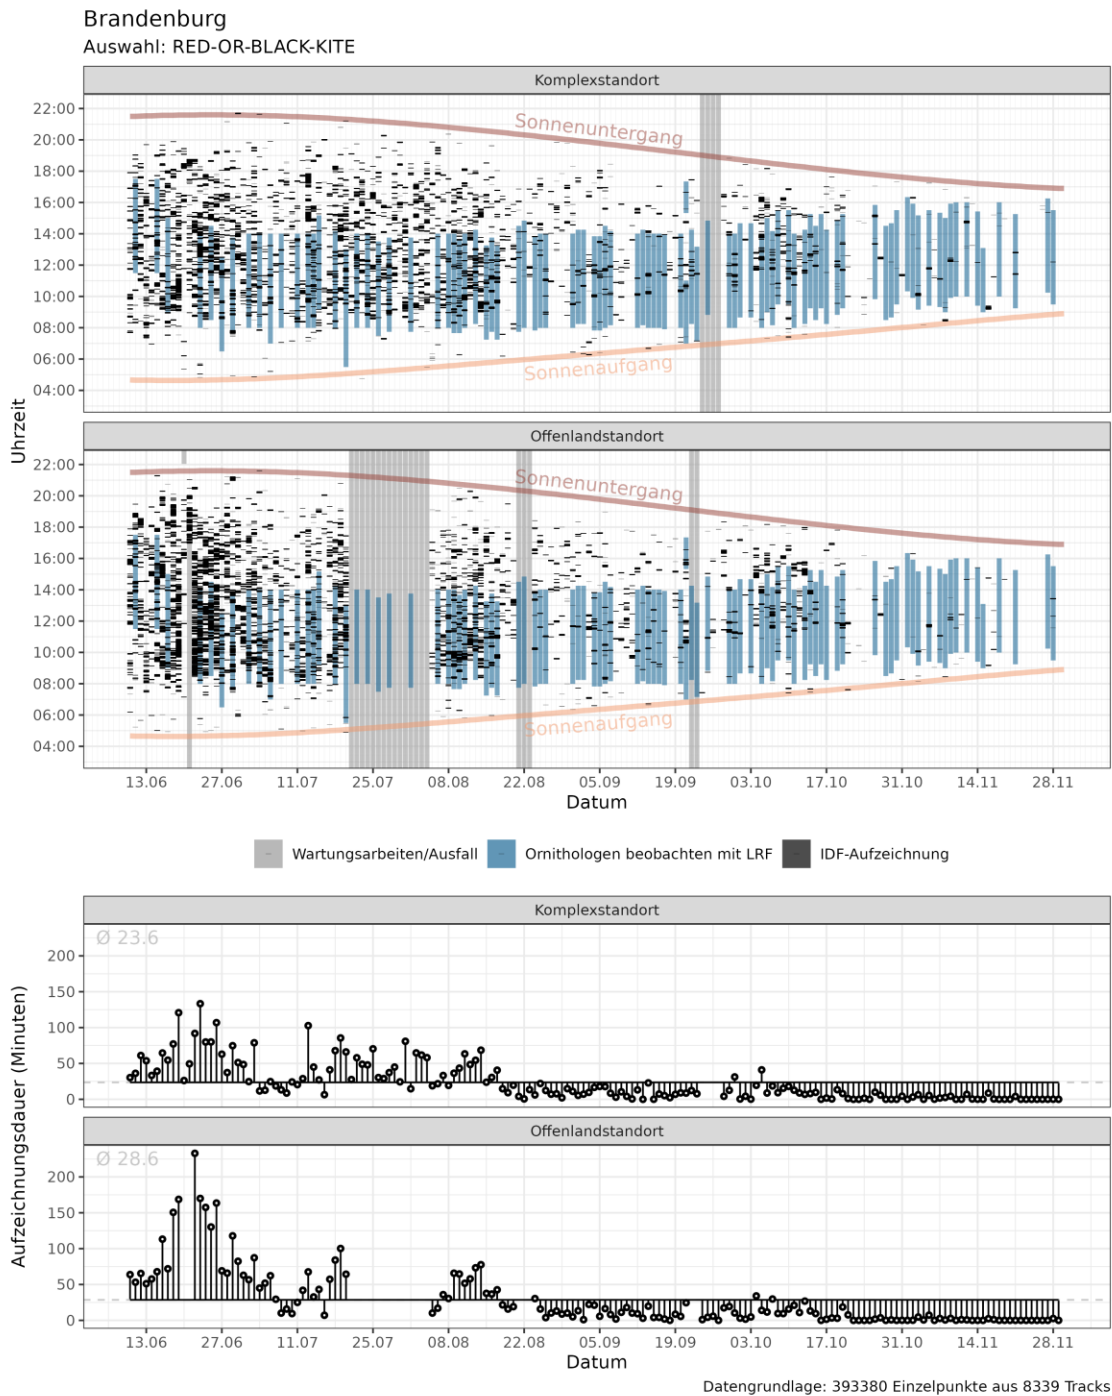 Brandenburg
Auswahl: RED-OR-BLACK-KITE
Komplexstandort
22:00
20:00
18:00
16:00
14:00
12:00
10:00
08:00
06:00
04:00
Sonnenuntergang
Sonnenaufgang
Uhrzeit
Offenlandstandort
22:00
20:00
18:00
16:00
14:00
12:00
10:00
08:00
06:00
04:00
Sonnenuntergang
Sonnenaufgang
13.06 27.06 11.07 25.07 08.08 22.08 05.09 19.09 03.10 17.10 31.10 14.11 28.11
Datum
Wartungsarbeiten/Ausfall Ornithologen beobachten mit LRF IDF-Aufzeichnung
Komplexstandort
Ø 23.6
200
150
100
50
0
Aufzeichnungsdauer (Minuten)
Offenlandstandort
Ø 28.6
200
150
100
50
0
13.06 27.06 11.07 25.07 08.08 22.08 05.09 19.09 03.10 17.10 31.10 14.11 28.11
Datum
Datengrundlage: 393380 Einzelpunkte aus 8339 Tracks